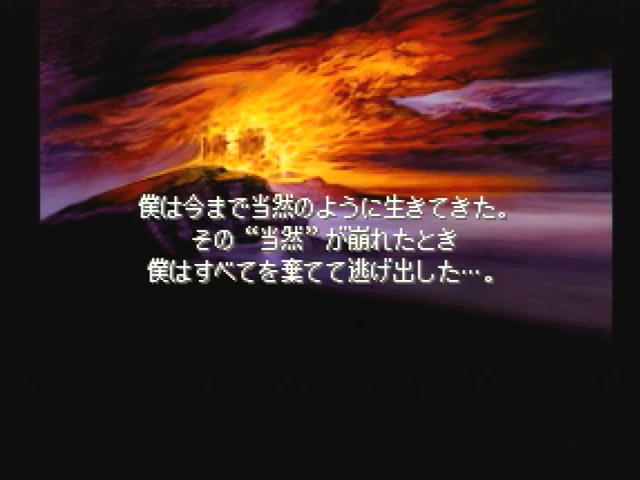 僕は今まで当然のように生きてきた。
その“当然”が崩れたとき
僕はすべてを棄てて逃げ出した…。